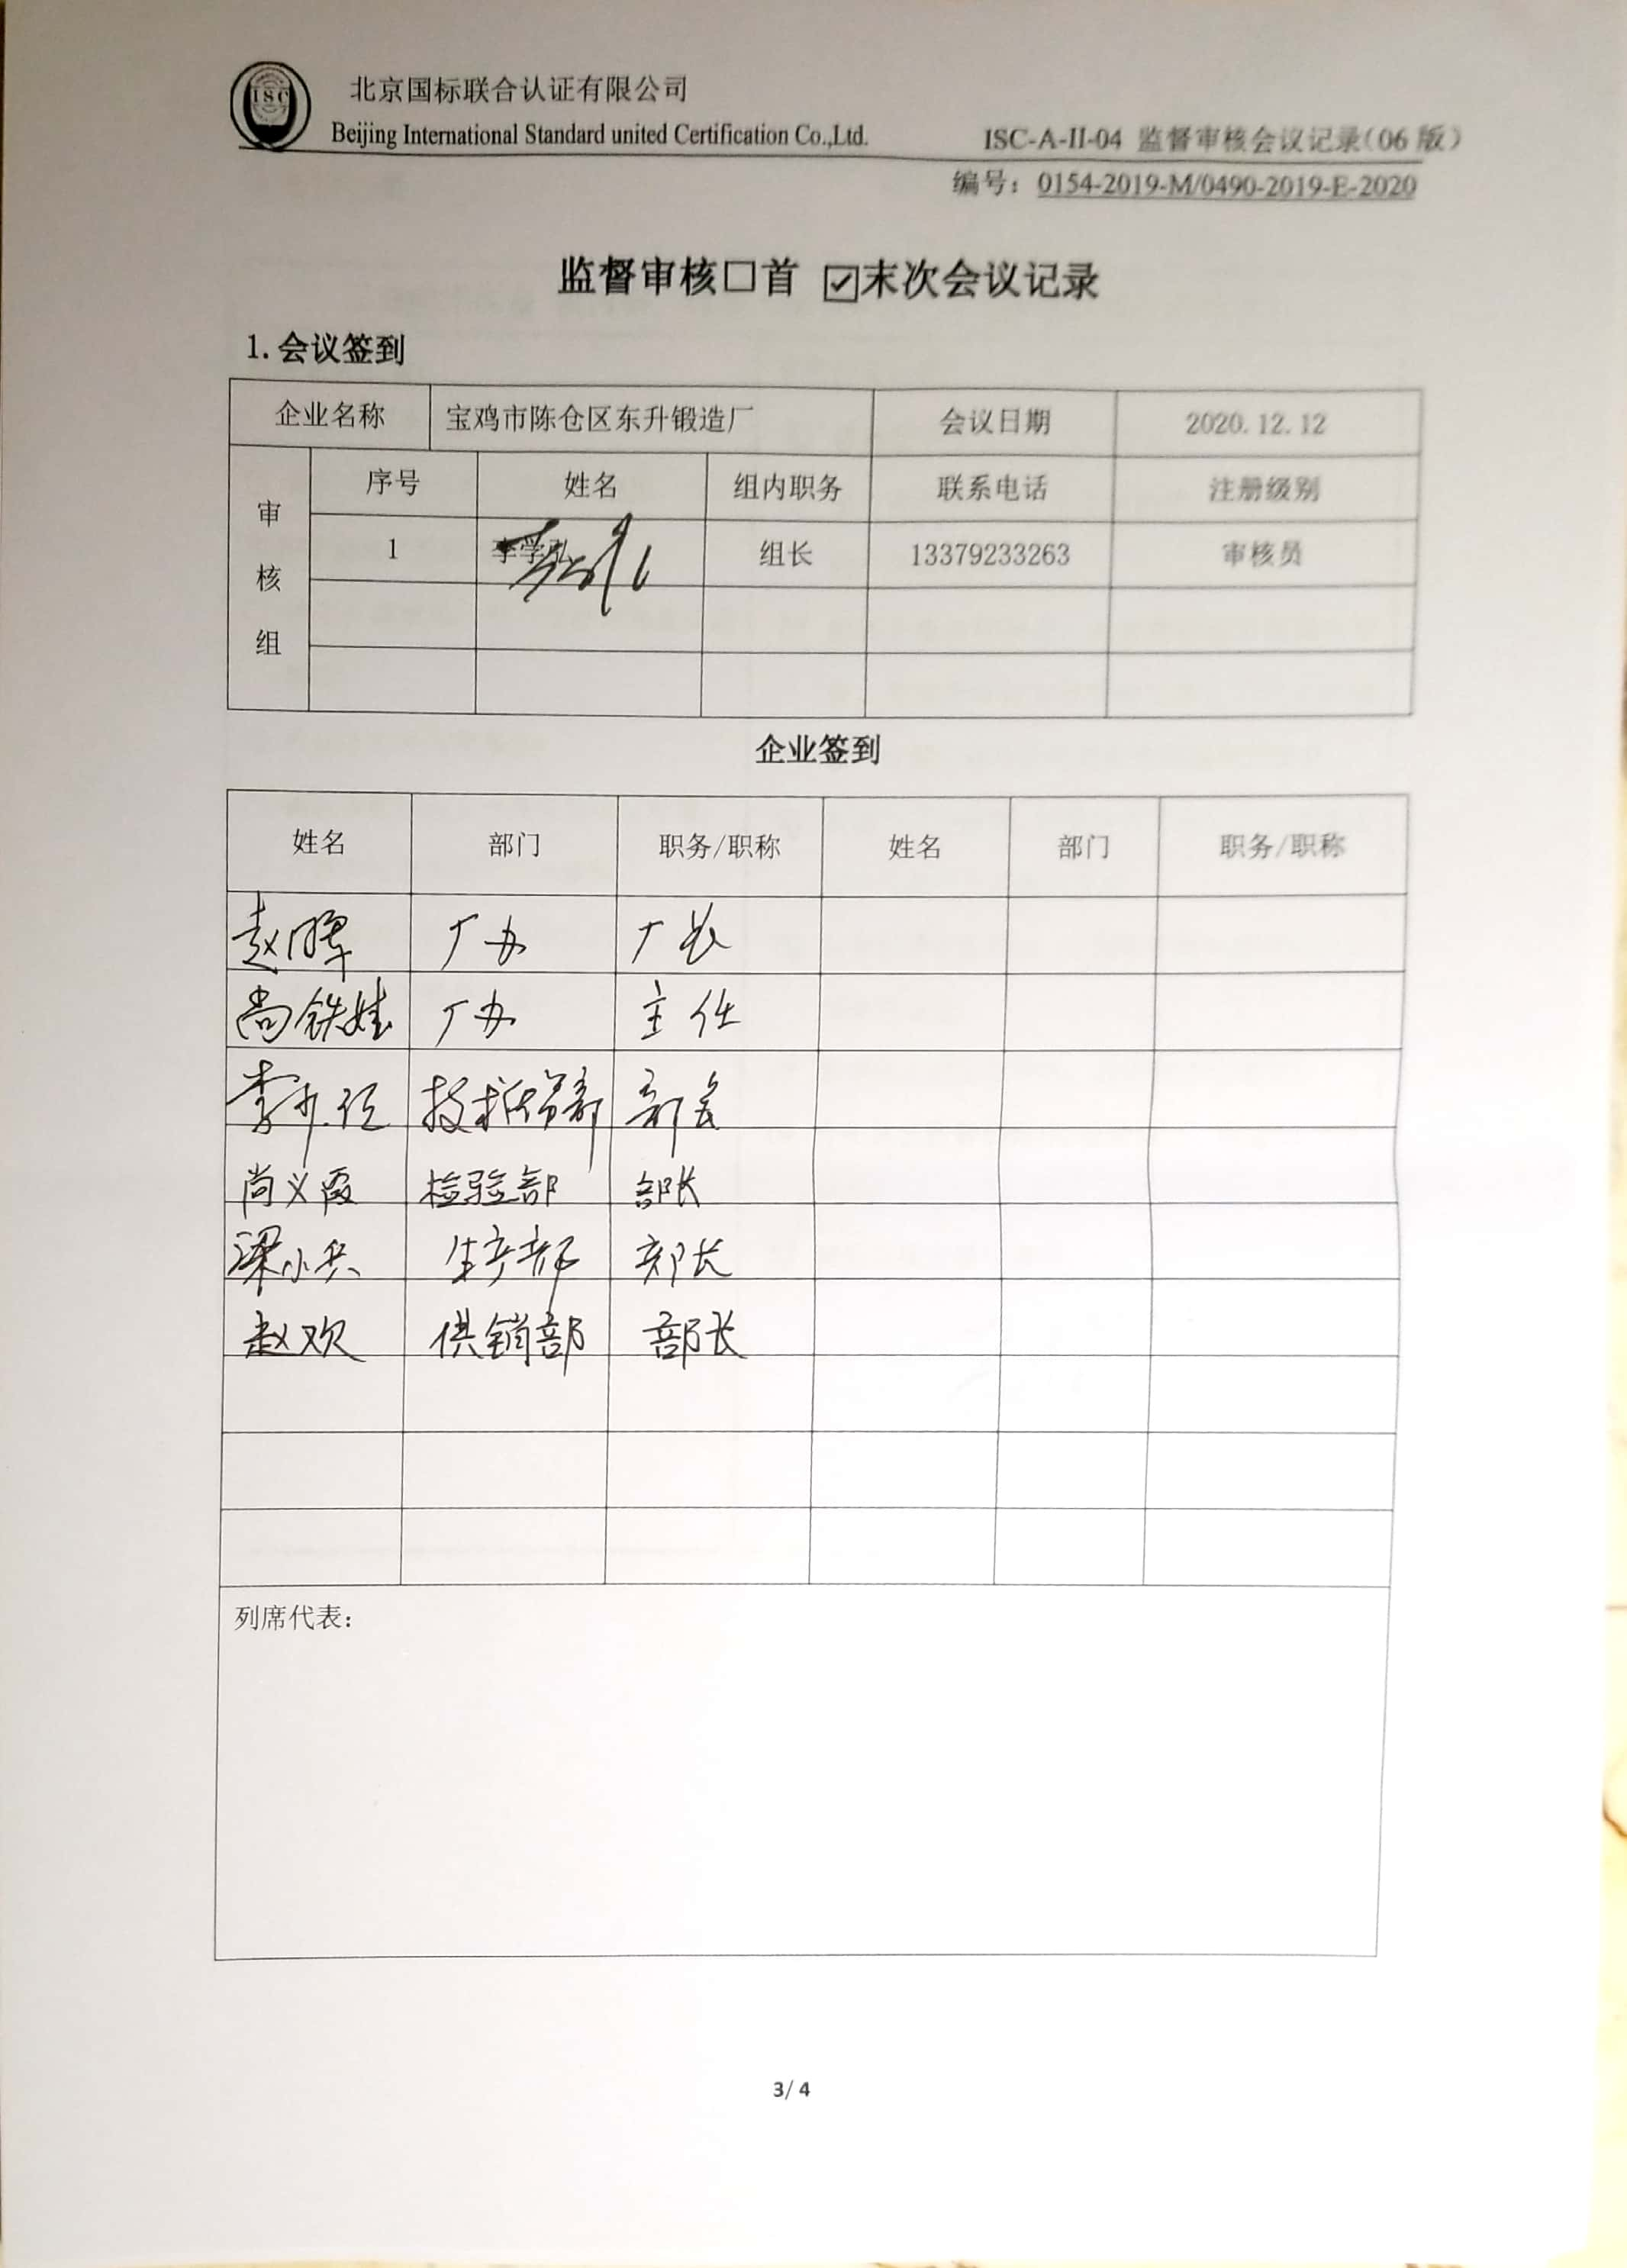 ISC
北京国标联合认证有限公司
Beijing International Standard united Certification Co.,Ltd.
ISC-A-II-04 监督审核会议记录(06 版)
编号: 0154-2019-M/0490-2019-E-2020
监督审核□首 ☑末次会议记录
1.会议签到
企业名称 宝鸡市陈仓区东升锻造厂 会议日期 2020.12.12
审核组 序号 姓名 组内职务 联系电话 注册级别
1 李学弘 组长 13379233263 审核员
企业签到
姓名 部门 职务/职称 姓名 部门 职务/职称
赵 厂办 厂长
尚铁娃 厂办 主任
李 部长
尚义霞 检验部 部长
梁小兵 生产部 部长
赵欢 供销部 部长
列席代表:
3/ 4